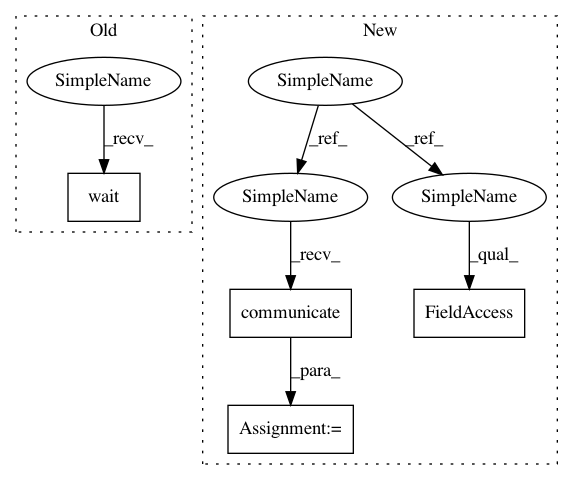 Old
New
SimpleName
SimpleName
_recv_
_ref_
_ref_
wait
SimpleName
SimpleName
_recv_
_qual_
communicate
FieldAccess
_para_
Assignment:=